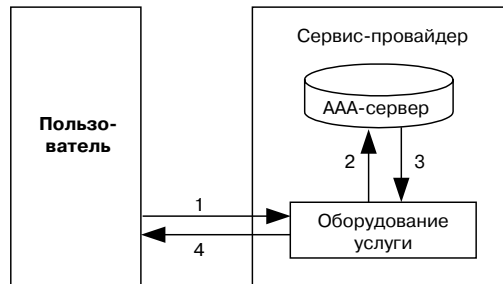 Сервис-провайдер
ААА-сервер
Пользо-
ватель
2
3
1
4
Оборудование
услуги